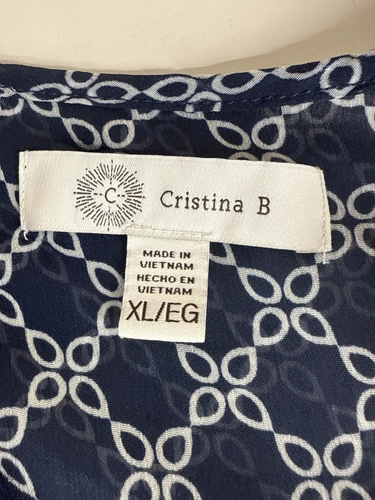 C
Cristina B
MADE IN
VIETNAM
HECHO EN
VIETNAM
XL/EG